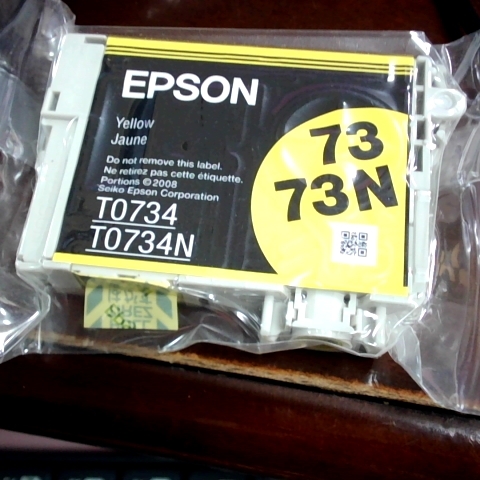 EPSON
Yellow
Jaune
Do not remove this label.
Ne retirez pas cette étiquette.
Portions ©2008
Seiko Epson Corporation
T0734
T0734N
73
73N